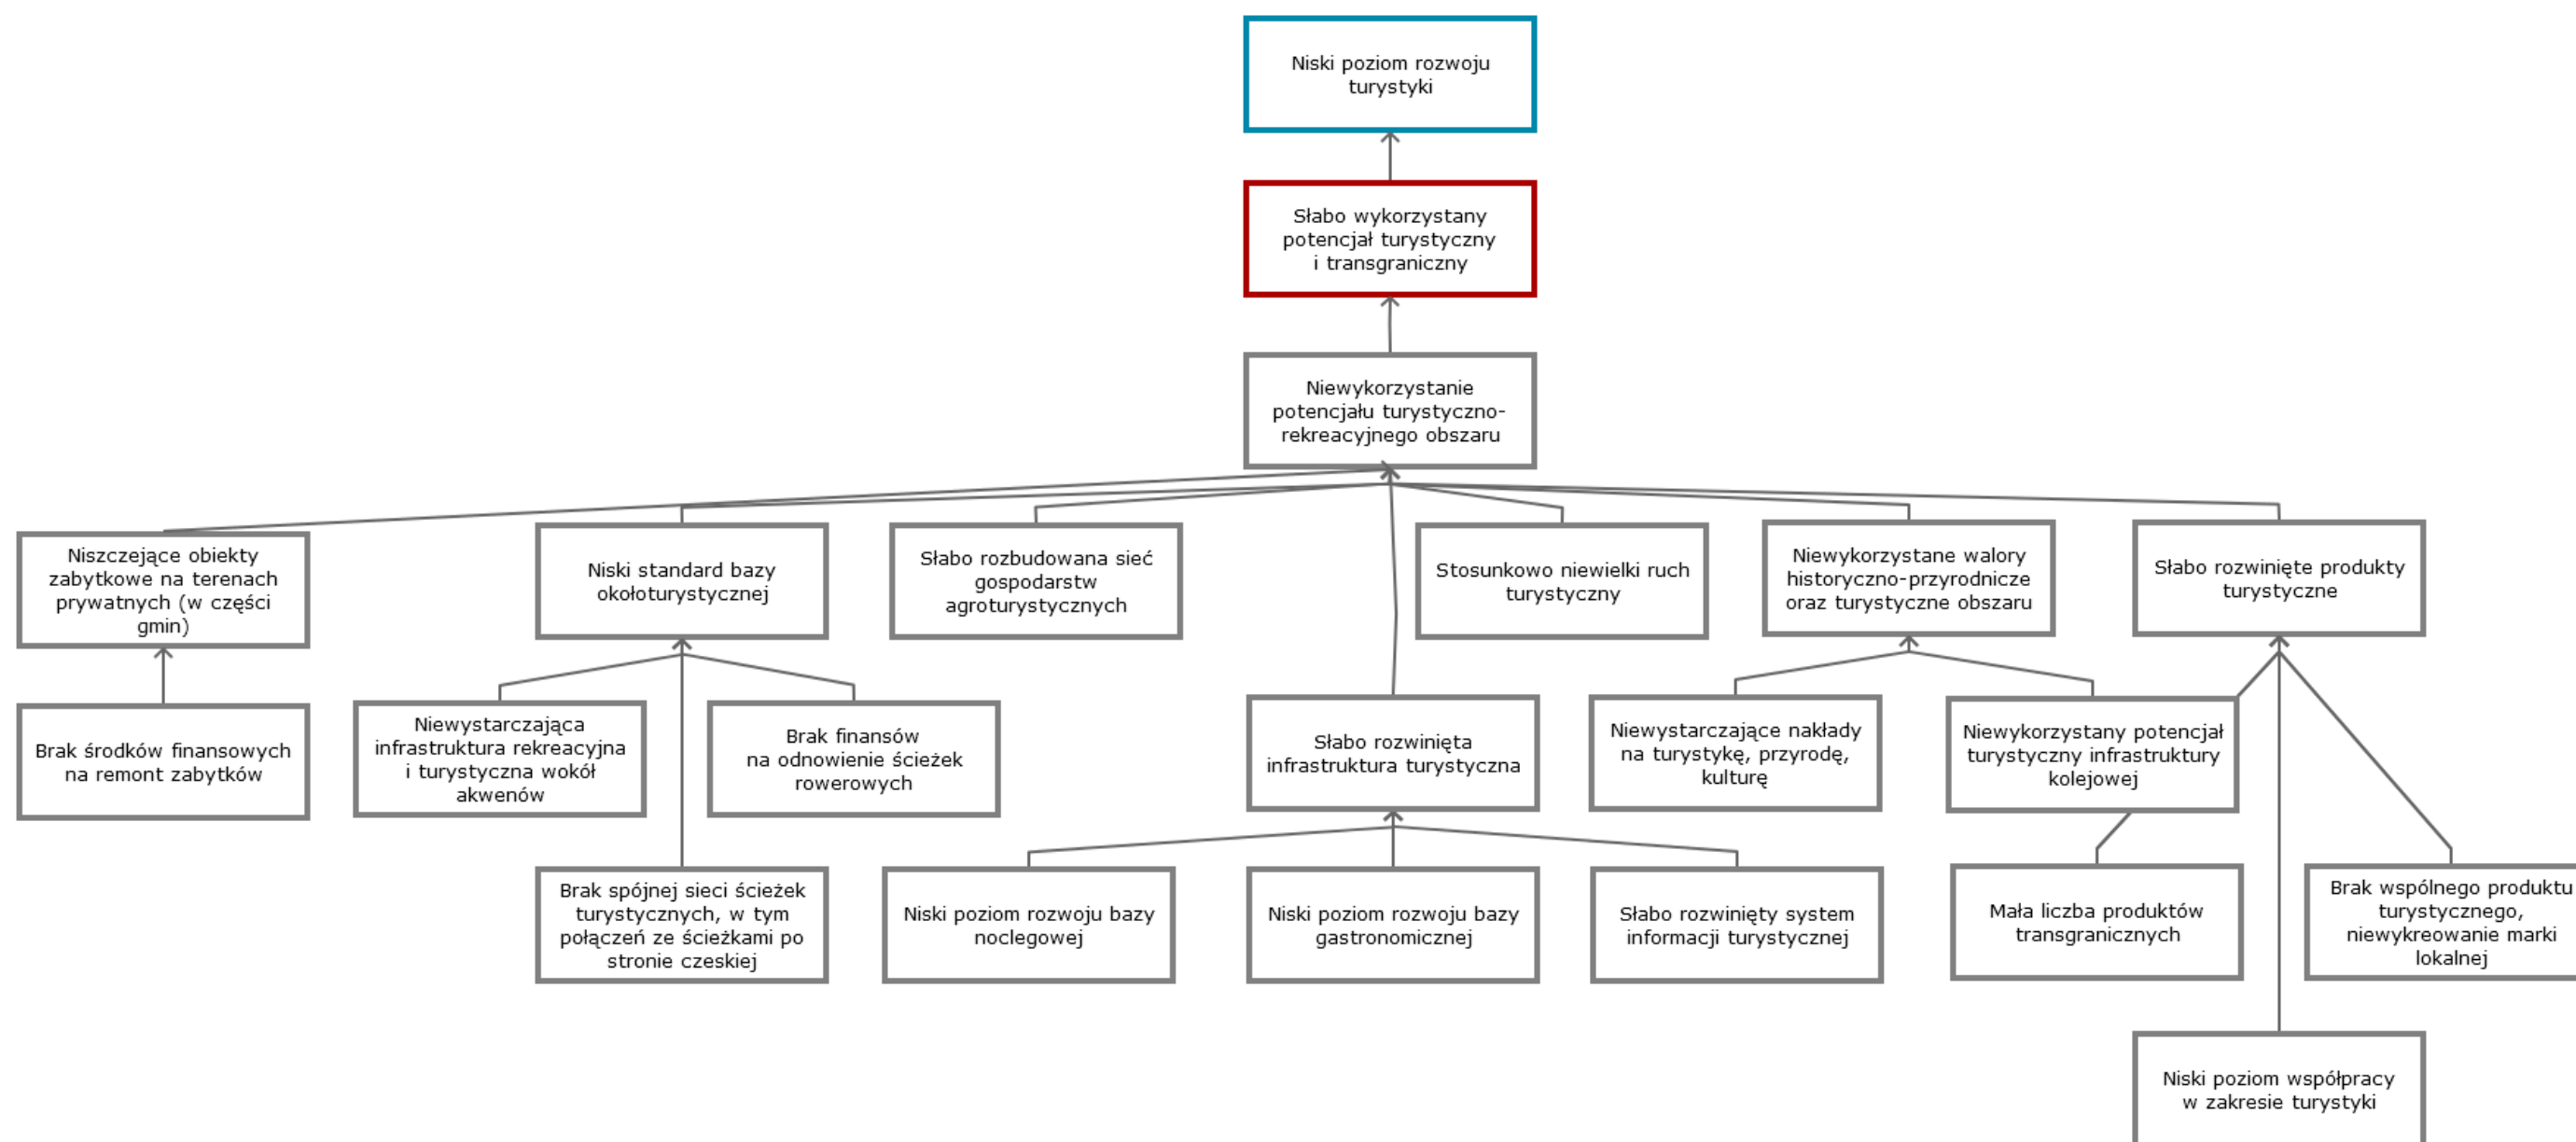 Niski poziom rozwoju
turystyki
Słabo wykorzystany
potencjał turystyczny
i transgraniczny
Niewykorzystanie
potencjału turystyczno-
rekreacyjnego obszaru
Niszczejące obiekty
zabytkowe na terenach
prywatnych (w części
gmin)
Niski standard bazy
okołoturystycznej
Słabo rozbudowana sieć
gospodarstw
agroturystycznych
Stosunkowo niewielki ruch
turystyczny
Niewykorzystane walory
historyczno-przyrodnicze
oraz turystyczne obszaru
Słabo rozwinięte produkty
turystyczne
Brak środków finansowych
na remont zabytków
Niewystarczająca
infrastruktura rekreacyjna
i turystyczna wokół
akwenów
Brak finansów
na odnowienie ścieżek
rowerowych
Słabo rozwinięta
infrastruktura turystyczna
Niewystarczające nakłady
na turystykę, przyrodę,
kulturę
Niewykorzystany potencjał
turystyczny infrastruktury
kolejowej
Brak spójnej sieci ścieżek
turystycznych, w tym
połączeń ze ścieżkami po
stronie czeskiej
Niski poziom rozwoju bazy
noclegowej
Niski poziom rozwoju bazy
gastronomicznej
Słabo rozwinięty system
informacji turystycznej
Mała liczba produktów
transgranicznych
Brak wspólnego produktu
turystycznego,
niewykreowanie marki
lokalnej
Niski poziom współpracy
w zakresie turystyki